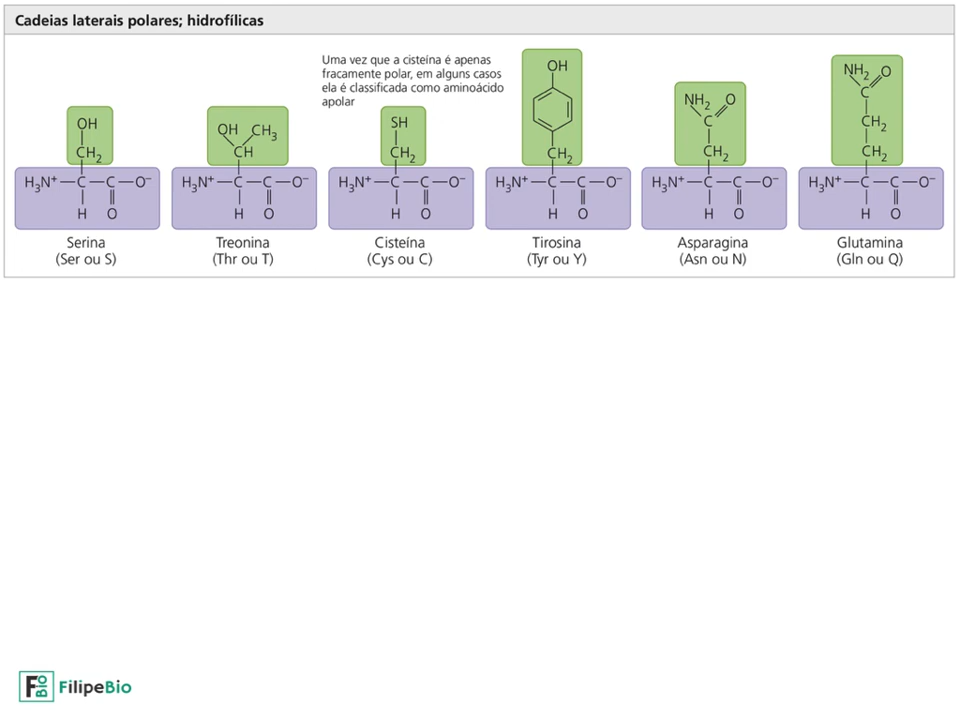 Cadeias laterais polares; hidrofílicas
Uma vez que a cisteína é apenas
fracamente polar, em alguns casos
ela é classificada como aminoácido
apolar
OH
CH₂
H₃N⁺—C—C—O⁻
H O
Serina
(Ser ou S)
OH CH₃
CH
H₃N⁺—C—C—O⁻
H O
Treonina
(Thr ou T)
SH
CH₂
H₃N⁺—C—C—O⁻
H O
Cisteína
(Cys ou C)
OH
CH₂
H₃N⁺—C—C—O⁻
H O
Tirosina
(Tyr ou Y)
NH₂ O
C
CH₂
H₃N⁺—C—C—O⁻
H O
Asparagina
(Asn ou N)
NH₂ O
C
CH₂
CH₂
H₃N⁺—C—C—O⁻
H O
Glutamina
(Gln ou Q)
F BIO FilipeBio